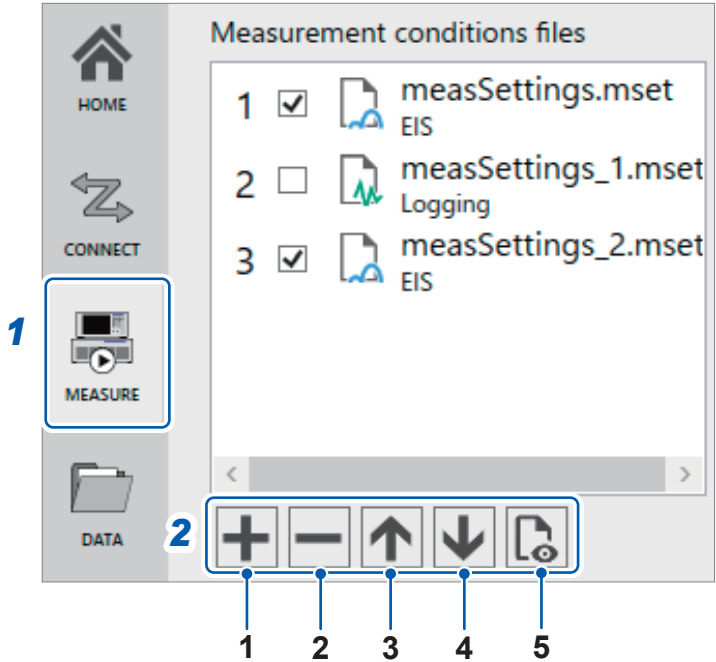 Measurement conditions files
HOME
1 measSettings.mset
EIS
2 measSettings_1.mset
Logging
CONNECT
3 measSettings_2.mset
EIS
1
MEASURE
DATA
2
1 2 3 4 5